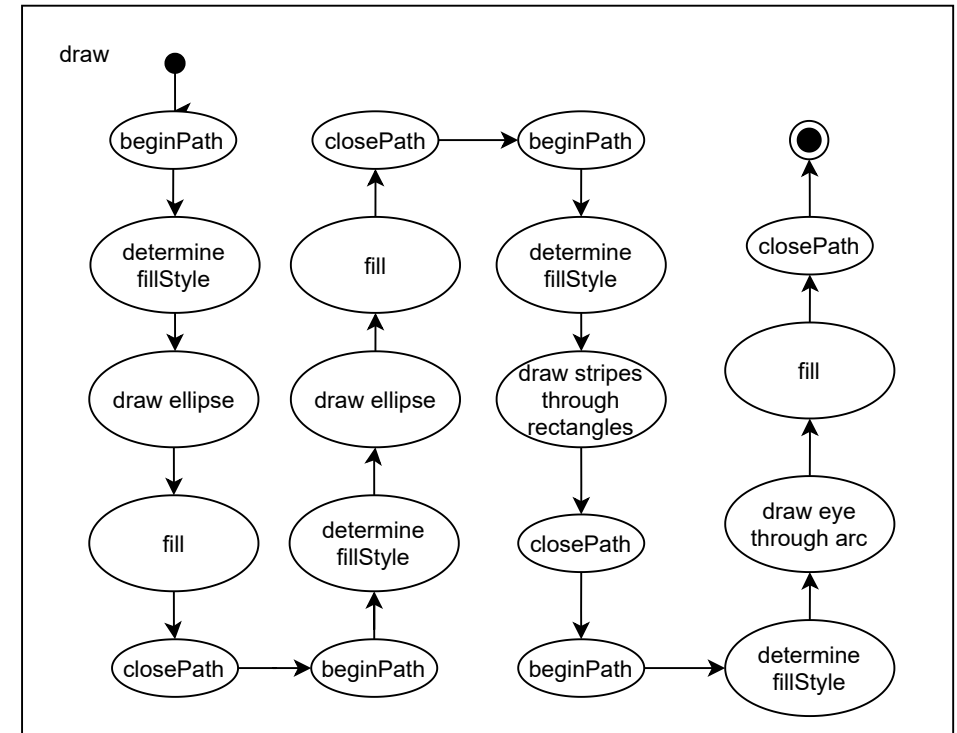 draw
beginPath
determine
fillStyle
draw ellipse
fill
closePath
beginPath
determine
fillStyle
draw ellipse
fill
closePath
beginPath
determine
fillStyle
draw stripes
through
rectangles
closePath
beginPath
determine
fillStyle
draw eye
through arc
fill
closePath